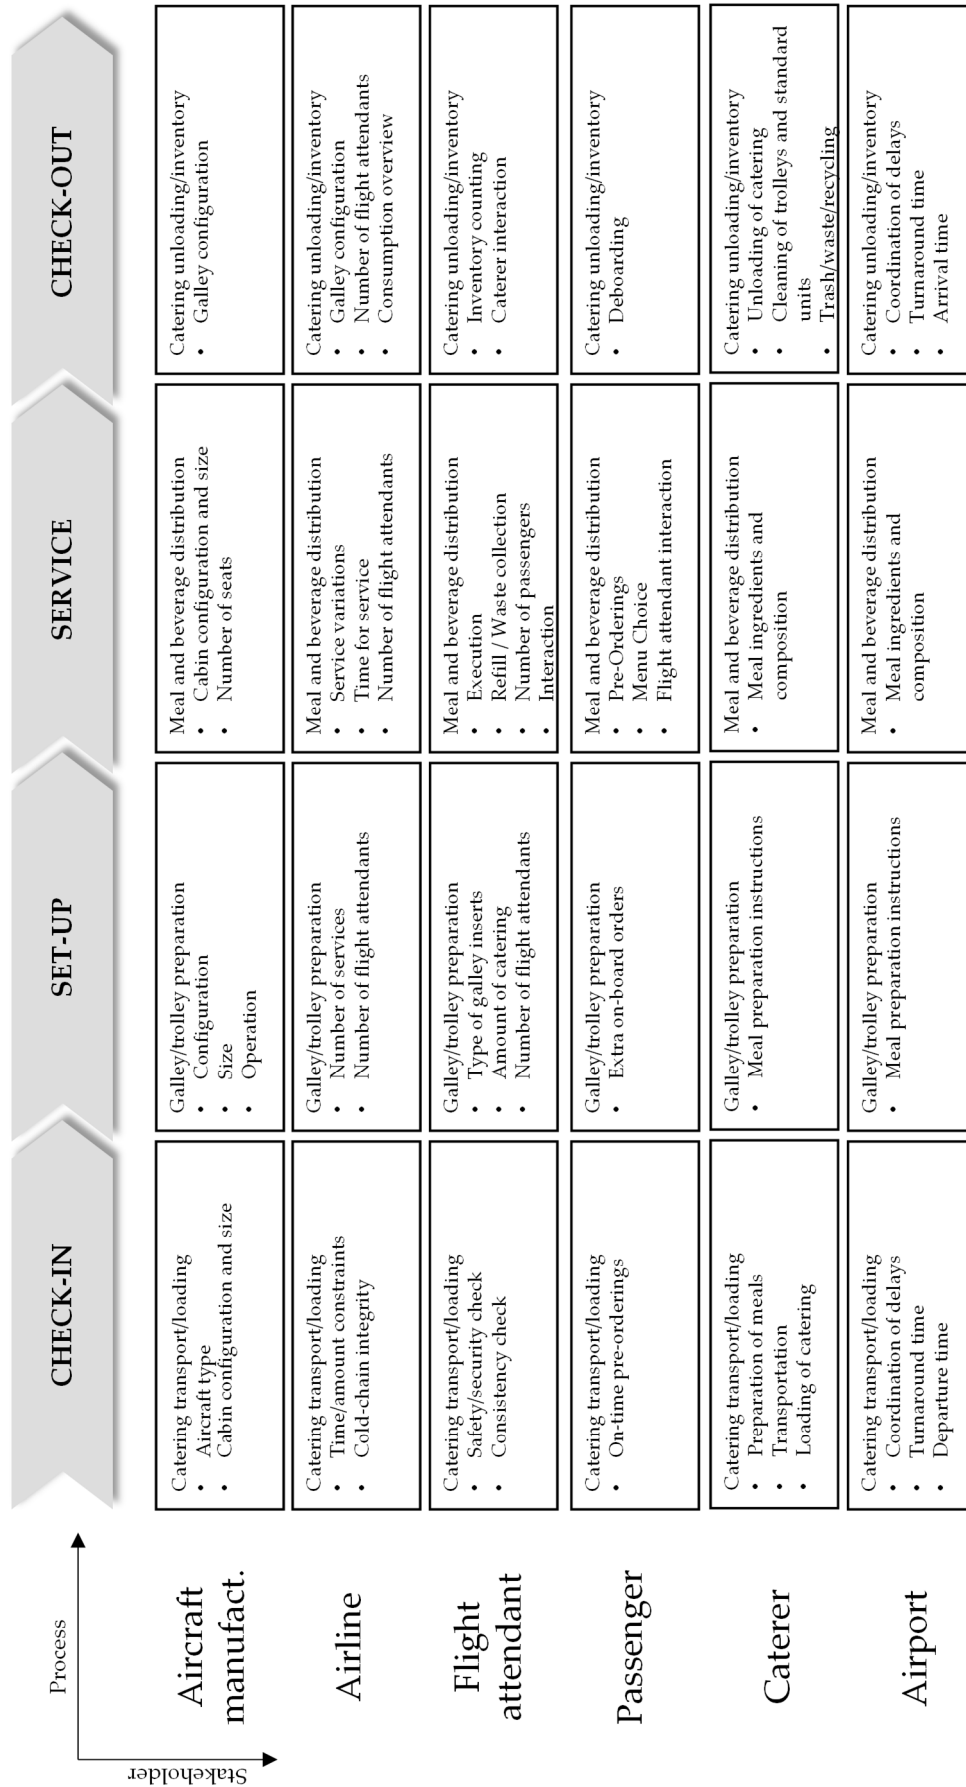 Process
Stakeholder
CHECK-IN
SET-UP
SERVICE
CHECK-OUT
Aircraft
manufact.
Catering transport/loading
• Aircraft type
• Cabin configuration and size
Galley/trolley preparation
• Configuration
• Size
• Operation
Meal and beverage distribution
• Cabin configuration and size
• Number of seats
Catering unloading/inventory
• Galley configuration
Airline
Catering transport/loading
• Time/amount constraints
• Cold-chain integrity
Galley/trolley preparation
• Number of services
• Number of flight attendants
Meal and beverage distribution
• Service variations
• Time for service
• Number of flight attendants
Catering unloading/inventory
• Galley configuration
• Number of flight attendants
• Consumption overview
Flight
attendant
Catering transport/loading
• Safety/security check
• Consistency check
Galley/trolley preparation
• Type of galley inserts
• Amount of catering
• Number of flight attendants
Meal and beverage distribution
• Execution
• Refill / Waste collection
• Number of passengers
• Interaction
Catering unloading/inventory
• Inventory counting
• Caterer interaction
Passenger
Catering transport/loading
• On-time pre-orderings
Galley/trolley preparation
• Extra on-board orders
Meal and beverage distribution
• Pre-Orderings
• Menu Choice
• Flight attendant interaction
Catering unloading/inventory
• Deboarding
Caterer
Catering transport/loading
• Preparation of meals
• Transportation
• Loading of catering
Galley/trolley preparation
• Meal preparation instructions
Meal and beverage distribution
• Meal ingredients and
composition
Catering unloading/inventory
• Unloading of catering
• Cleaning of trolleys and standard
units
• Trash/waste/recycling
Airport
Catering transport/loading
• Coordination of delays
• Turnaround time
• Departure time
Galley/trolley preparation
• Meal preparation instructions
Meal and beverage distribution
• Meal ingredients and
composition
Catering unloading/inventory
• Coordination of delays
• Turnaround time
• Arrival time